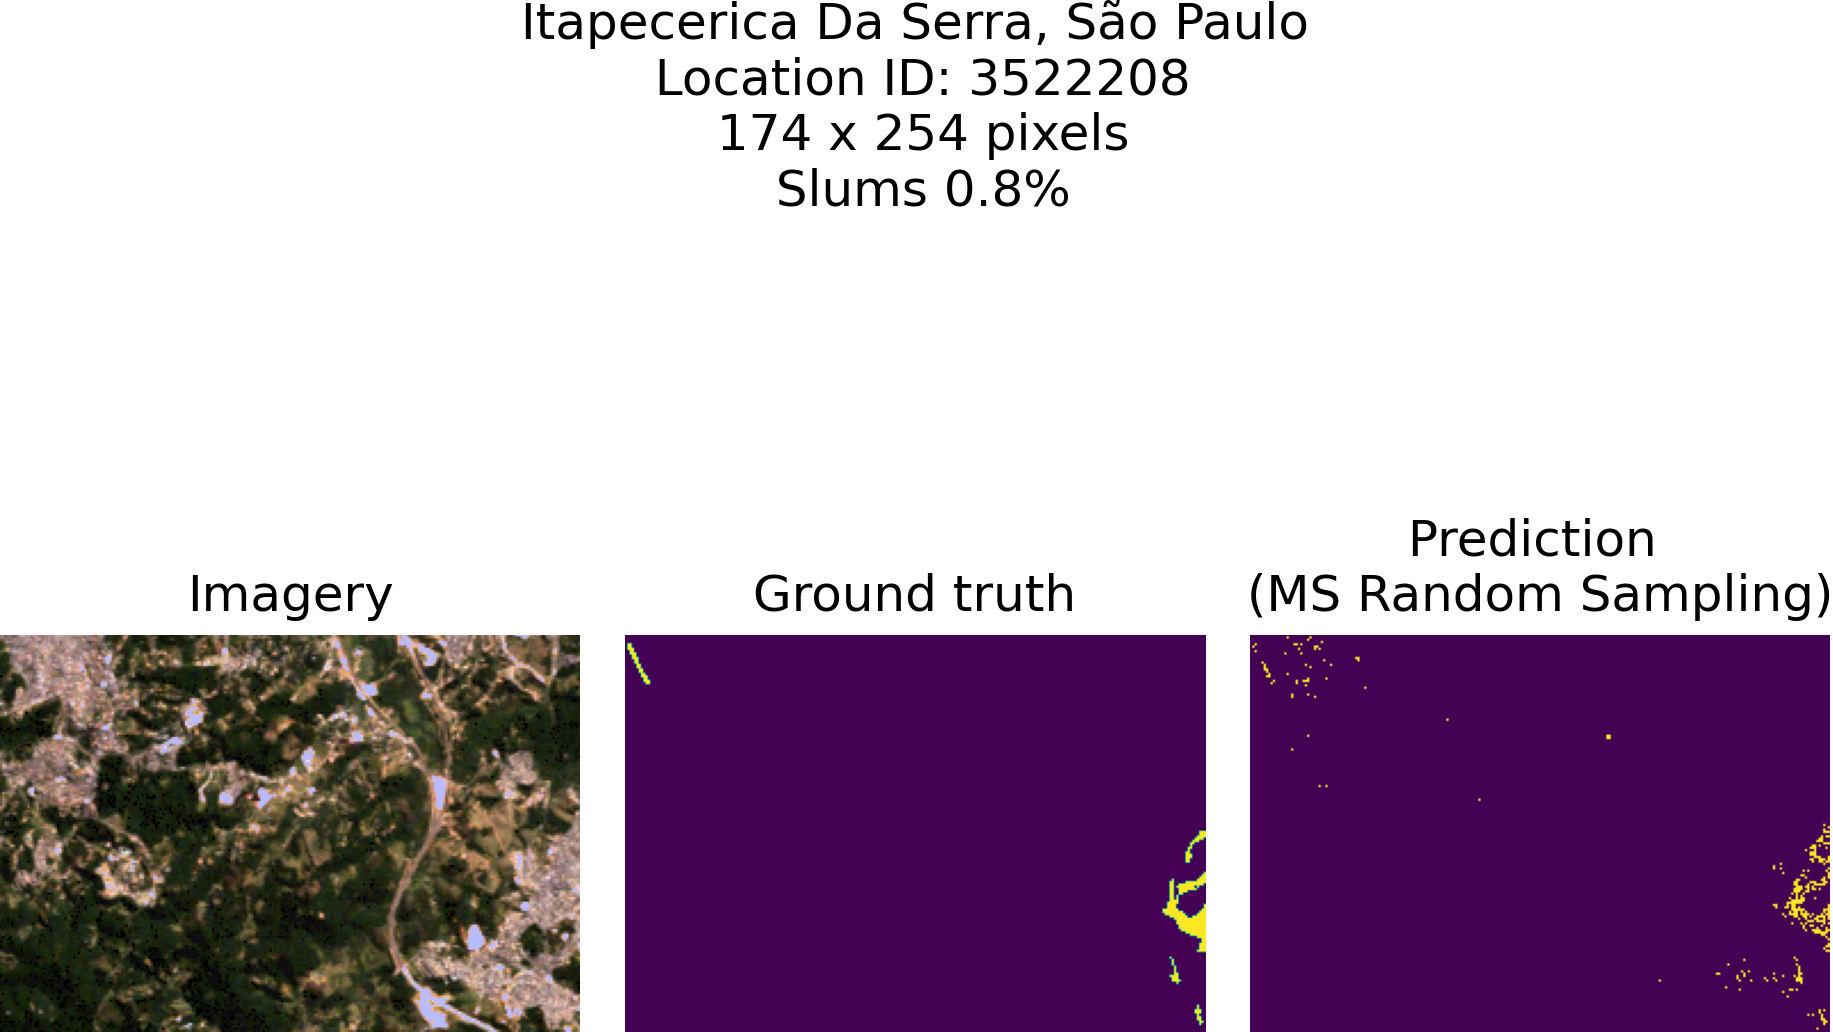 Itapecerica Da Serra, São Paulo
Location ID: 3522208
174 x 254 pixels
Slums 0.8%
Imagery
Ground truth
Prediction
(MS Random Sampling)